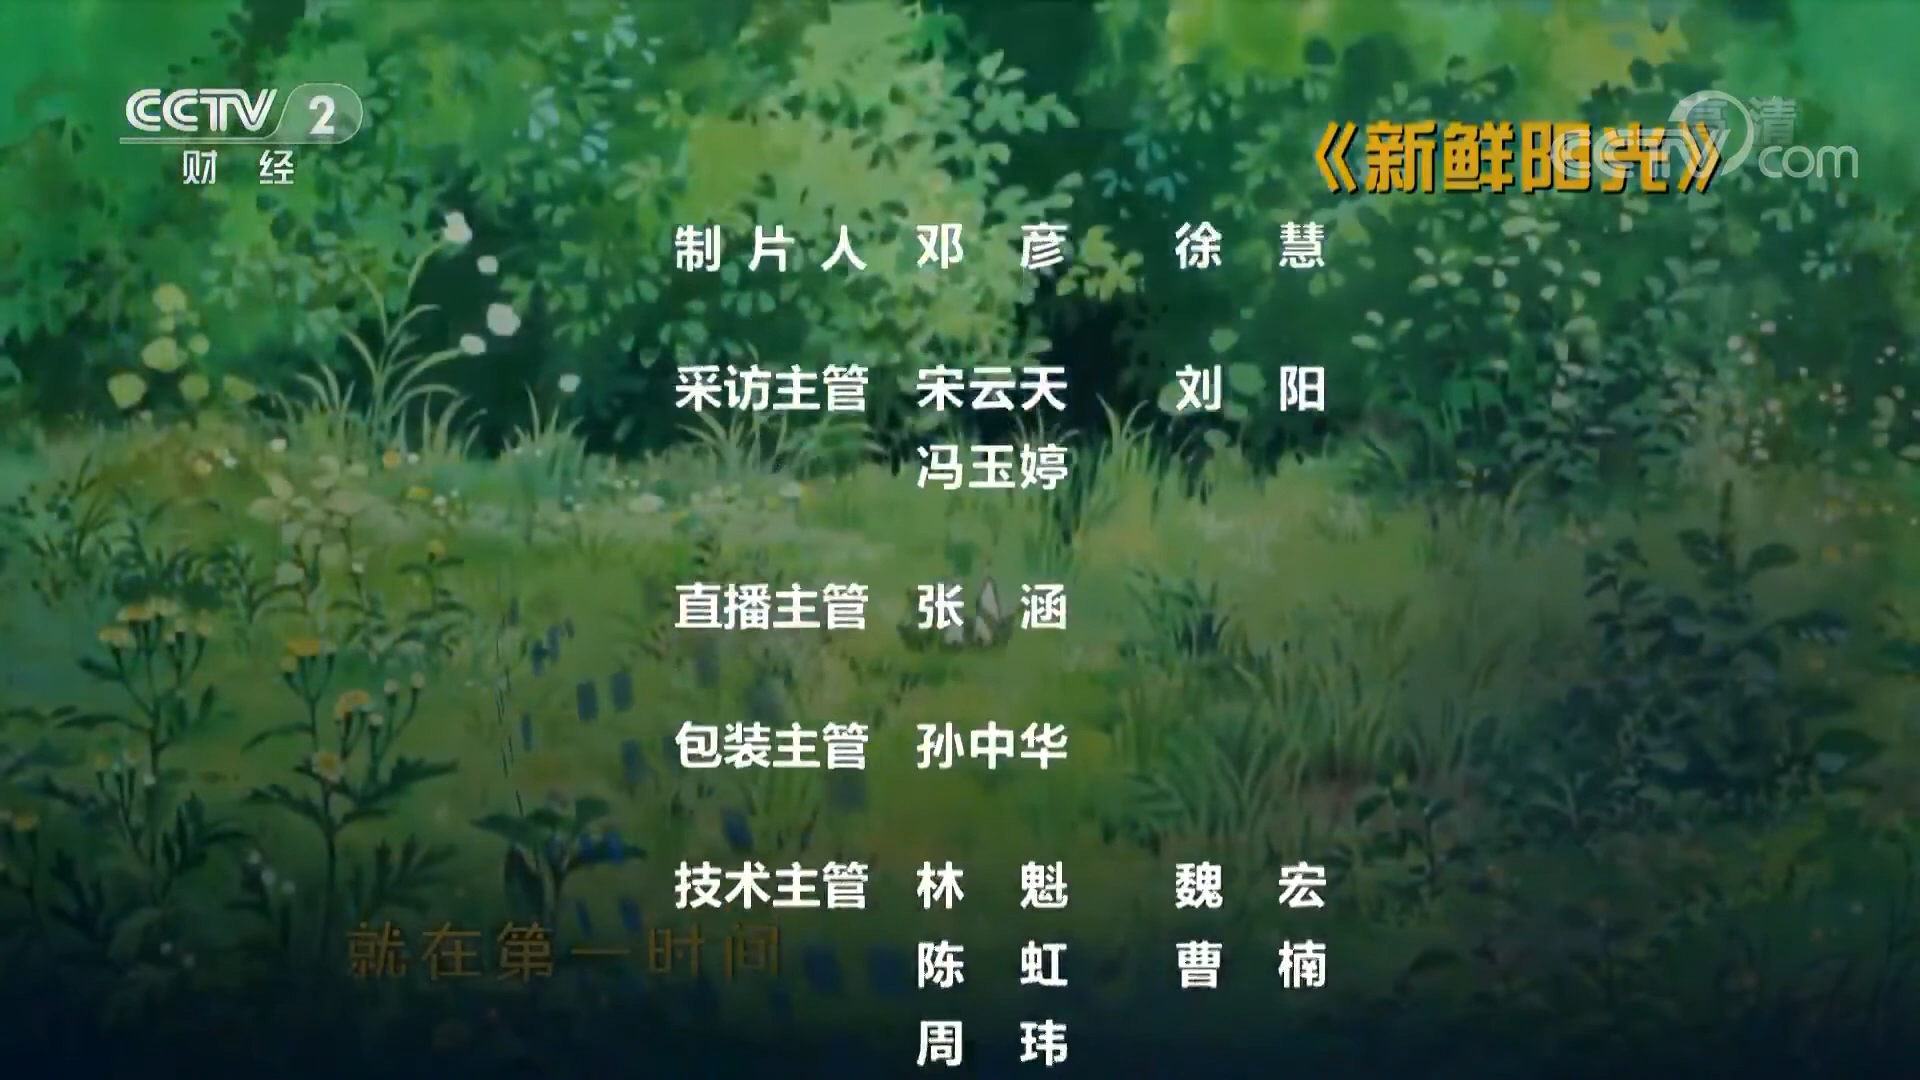 CCTV 2
财 经
高清
CCTV com
《新鲜阳光》
制 片 人 邓 彦 徐 慧
采访主管 宋云天 刘 阳
冯玉婷
直播主管 张 涵
包装主管 孙中华
技术主管 林 魁 魏 宏
就在第一时间
陈 虹 曹 楠
周 玮